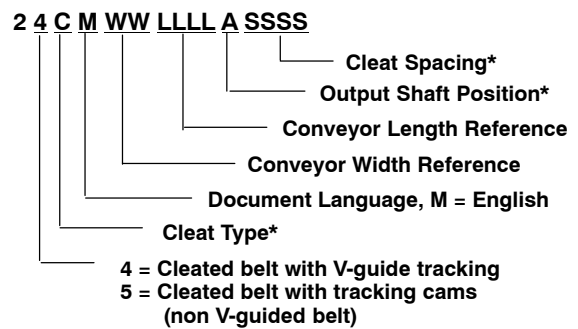 2 4 C M WW LLLL A SSSS
Cleat Spacing*
Output Shaft Position*
Conveyor Length Reference
Conveyor Width Reference
Document Language, M = English
Cleat Type*
4 = Cleated belt with V-guide tracking
5 = Cleated belt with tracking cams
(non V-guided belt)